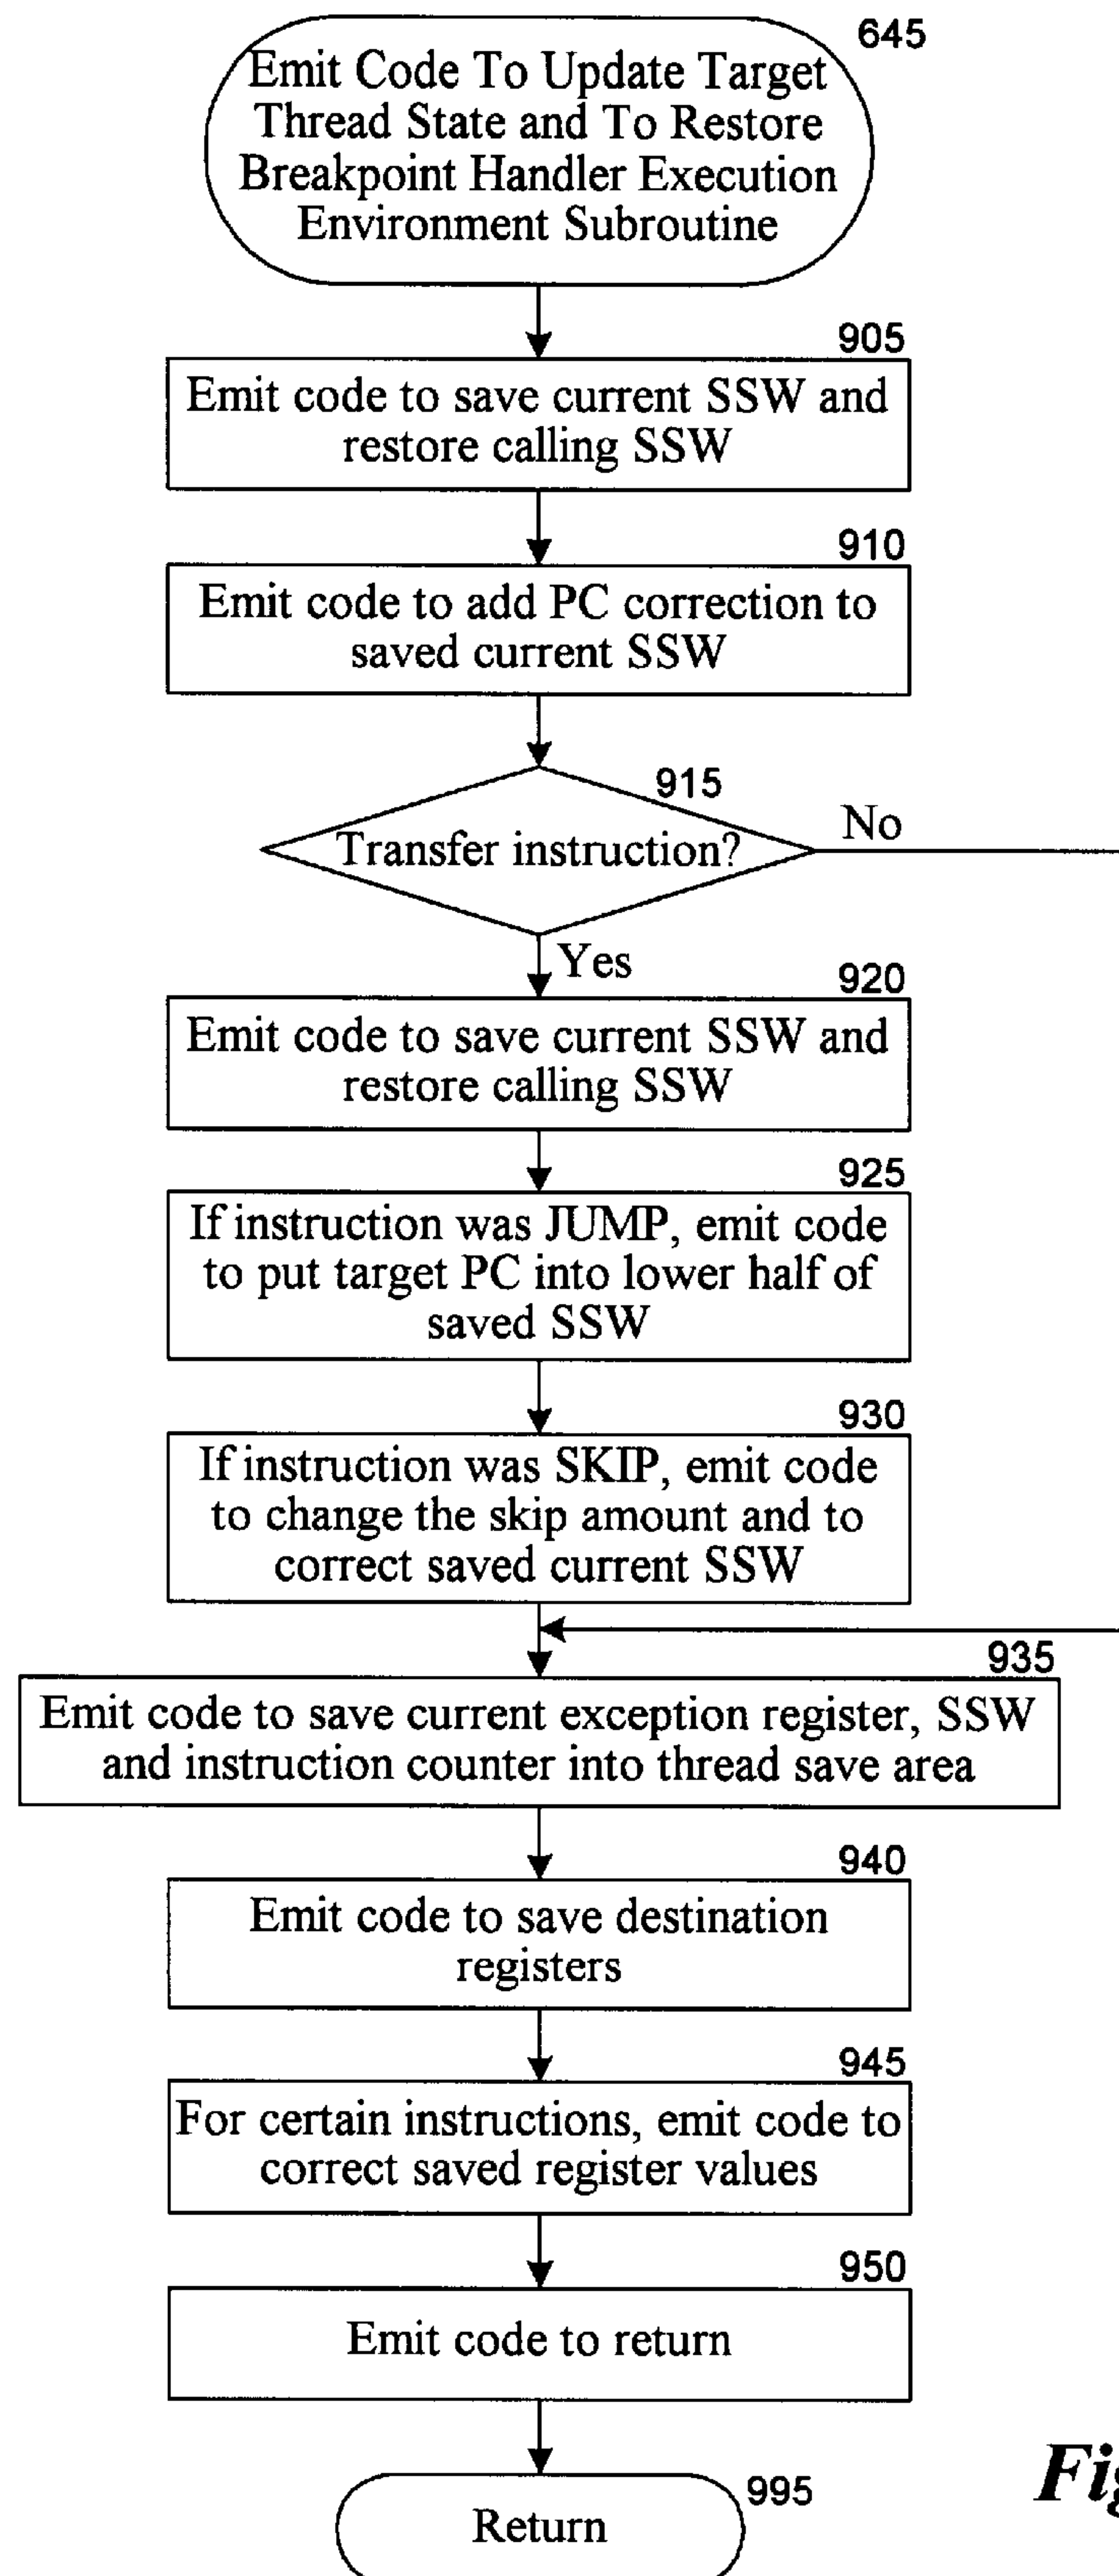 645
Emit Code To Update Target
Thread State and To Restore
Breakpoint Handler Execution
Environment Subroutine
905
Emit code to save current SSW and
restore calling SSW
910
Emit code to add PC correction to
saved current SSW
915
Transfer instruction?
No
Yes
920
Emit code to save current SSW and
restore calling SSW
925
If instruction was JUMP, emit code
to put target PC into lower half of
saved SSW
930
If instruction was SKIP, emit code
to change the skip amount and to
correct saved current SSW
935
Emit code to save current exception register, SSW
and instruction counter into thread save area
940
Emit code to save destination
registers
945
For certain instructions, emit code to
correct saved register values
950
Emit code to return
995
Return